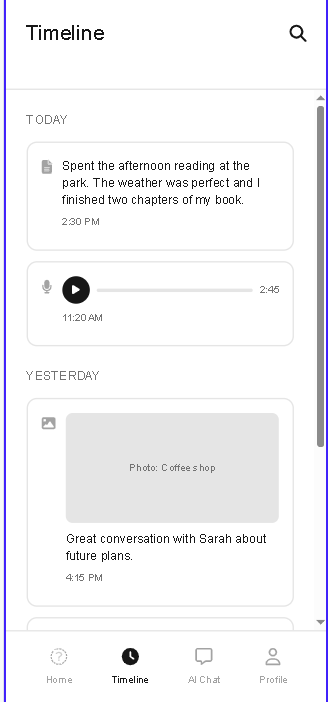 Timeline
TODAY
Spent the afternoon reading at the
park. The weather was perfect and I
finished two chapters of my book.
2:30 PM
2:45
11:20 AM
YESTERDAY
Photo: Coffee shop
Great conversation with Sarah about
future plans.
4:15 PM
Home
Timeline
AI Chat
Profile